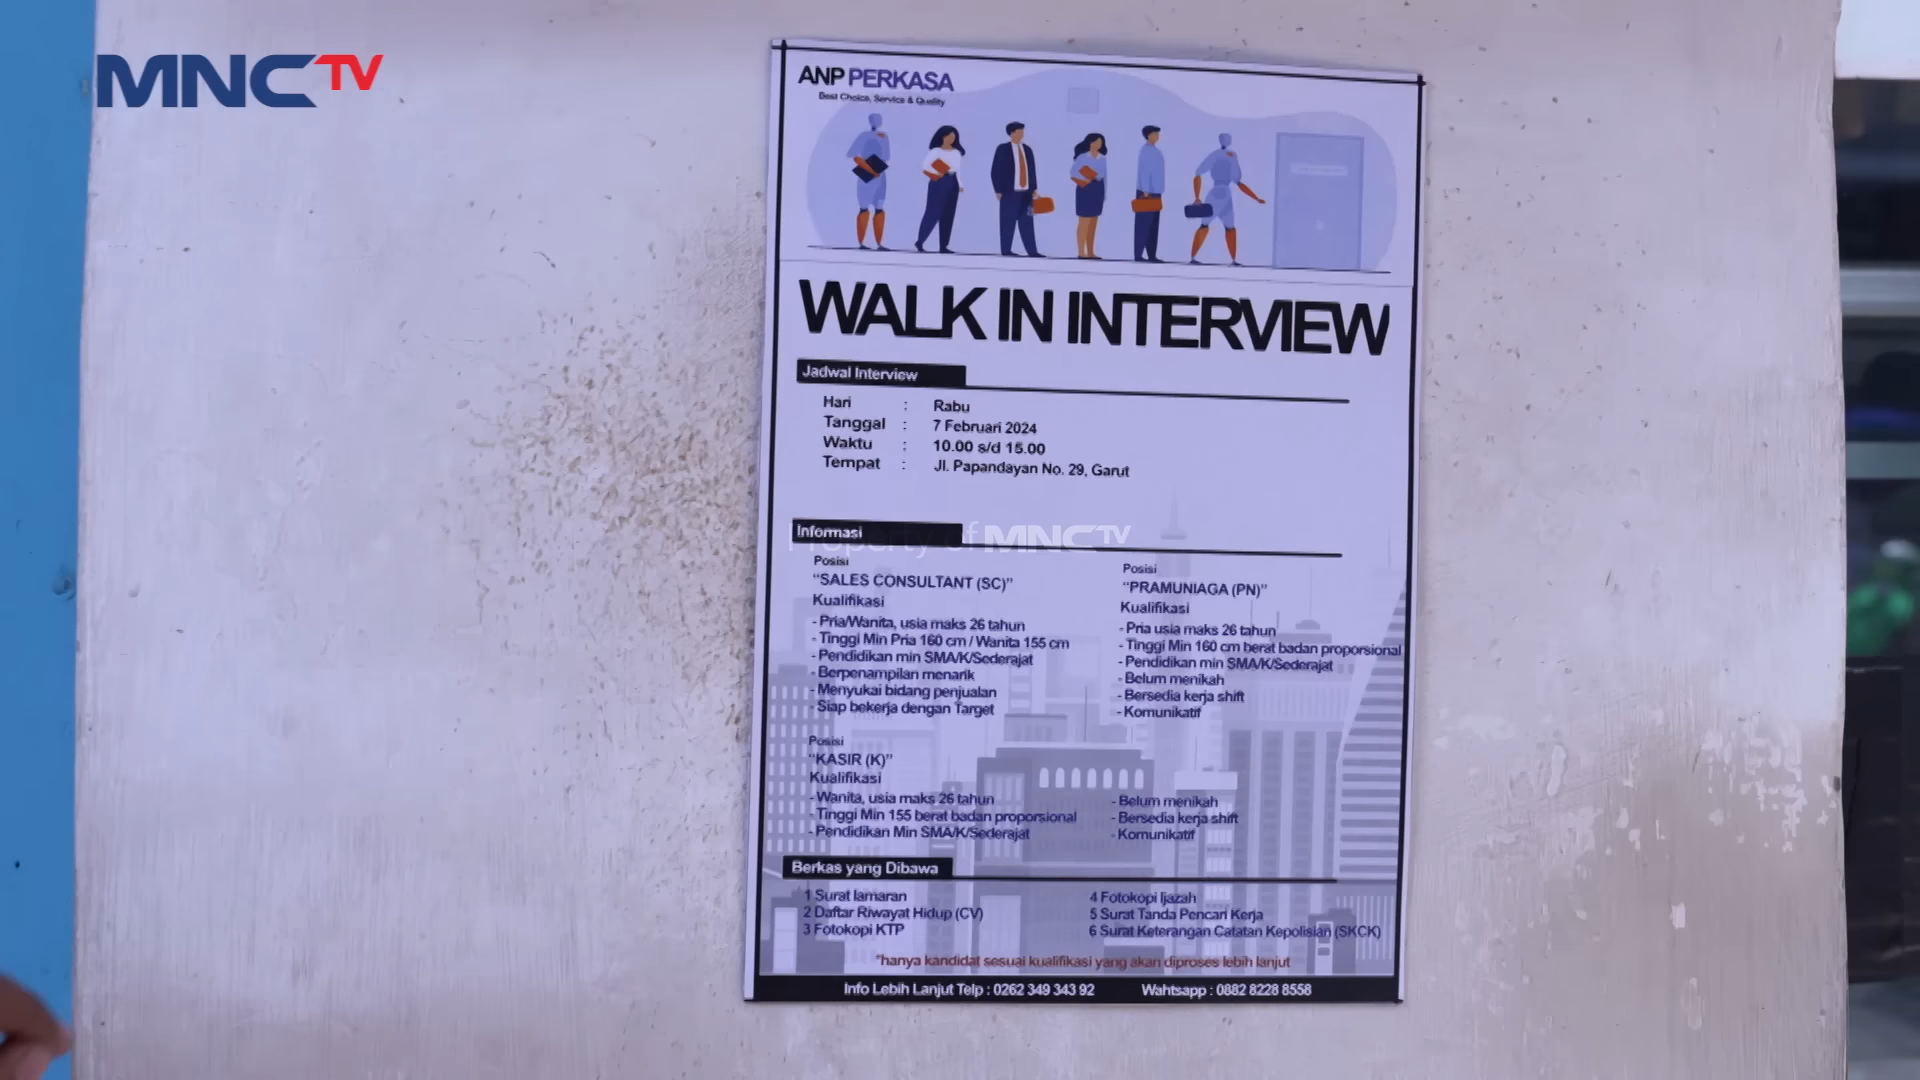 MNCTV
ANP PERKASA
Best Choice, Service & Quality
WALK IN INTERVIEW
Jadwal Interview
Hari : Rabu
Tanggal : 7 Februari 2024
Waktu : 10.00 s/d 15.00
Tempat : Jl. Papandayan No. 29, Garut
Informasi
Property of MNCTV
Posisi
"SALES CONSULTANT (SC)"
Kualifikasi
- Pria/Wanita, usia maks 26 tahun
- Tinggi Min Pria 160 cm / Wanita 155 cm
- Pendidikan min SMA/K/Sederajat
- Berpenampilan menarik
- Menyukai bidang penjualan
- Siap bekerja dengan Target
Posisi
"PRAMUNIAGA (PN)"
Kualifikasi
- Pria usia maks 26 tahun
- Tinggi Min 160 cm berat badan proporsional
- Pendidikan min SMA/K/Sederajat
- Belum menikah
- Bersedia kerja shift
- Komunikatif
Posisi
"KASIR (K)"
Kualifikasi
- Wanita, usia maks 26 tahun
- Tinggi Min 155 berat badan proporsional
- Pendidikan Min SMA/K/Sederajat
- Belum menikah
- Bersedia kerja shift
- Komunikatif
Berkas yang Dibawa
1 Surat lamaran
2 Daftar Riwayat Hidup (CV)
3 Fotokopi KTP
4 Fotokopi Ijazah
5 Surat Tanda Pencari Kerja
6 Surat Keterangan Catatan Kepolisian (SKCK)
*hanya kandidat sesuai kualifikasi yang akan diproses lebih lanjut
Info Lebih Lanjut Telp : 0262 349 343 92 Wahtsapp : 0882 8228 8558